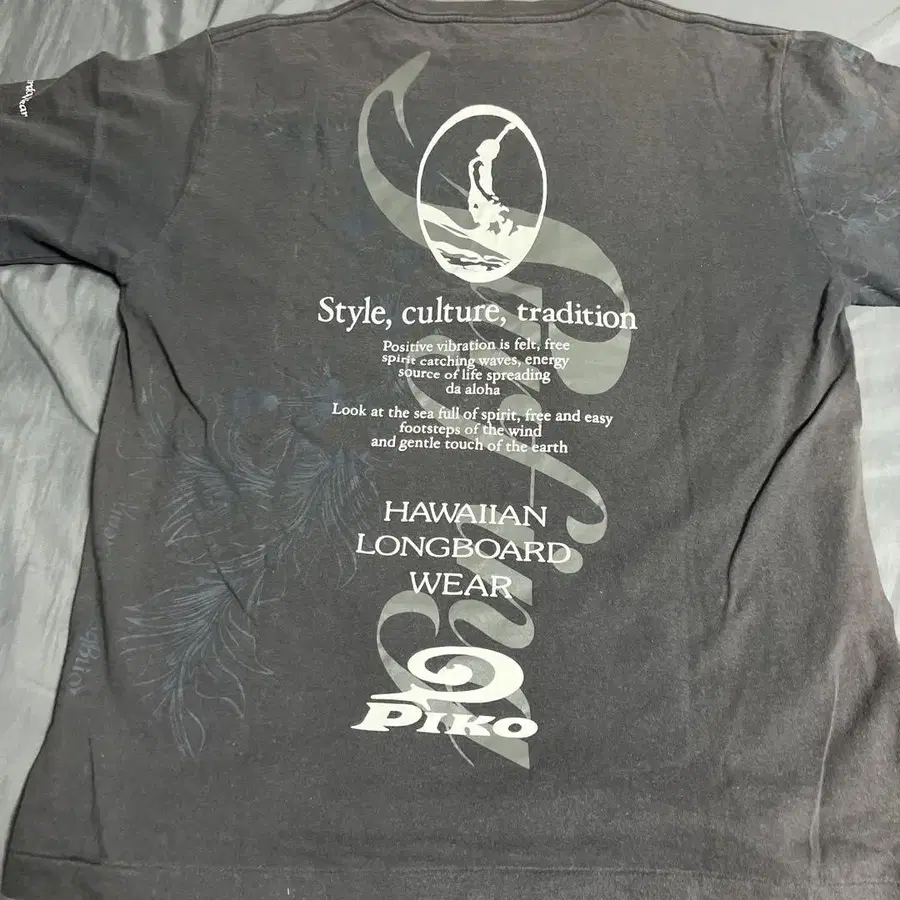 Style, culture, tradition
Positive vibration is felt, free
spirit catching waves, energy
source of life spreading
da aloha
Look at the sea full of spirit, free and easy
footsteps of the wind
and gentle touch of the earth
HAWAIIAN
LONGBOARD
WEAR
PIKO
Surfing